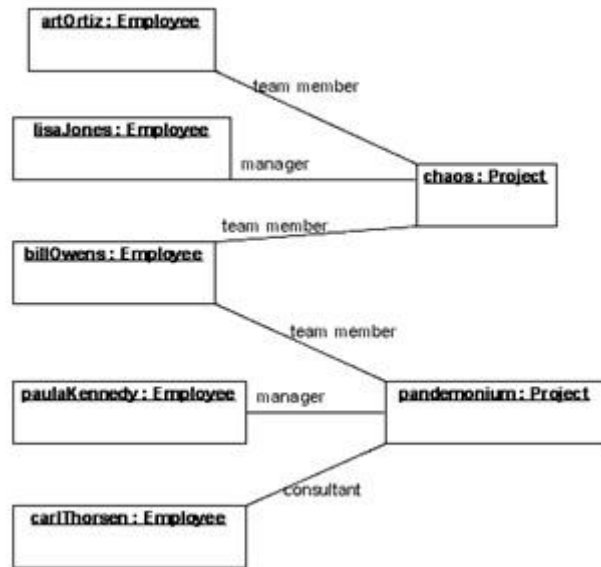 artOrtiz : Employee
team member
lisaJones : Employee
manager
chaos : Project
team member
billOwens : Employee
team member
paulaKennedy : Employee
manager
pandemonium : Project
consultant
carlThorsen : Employee